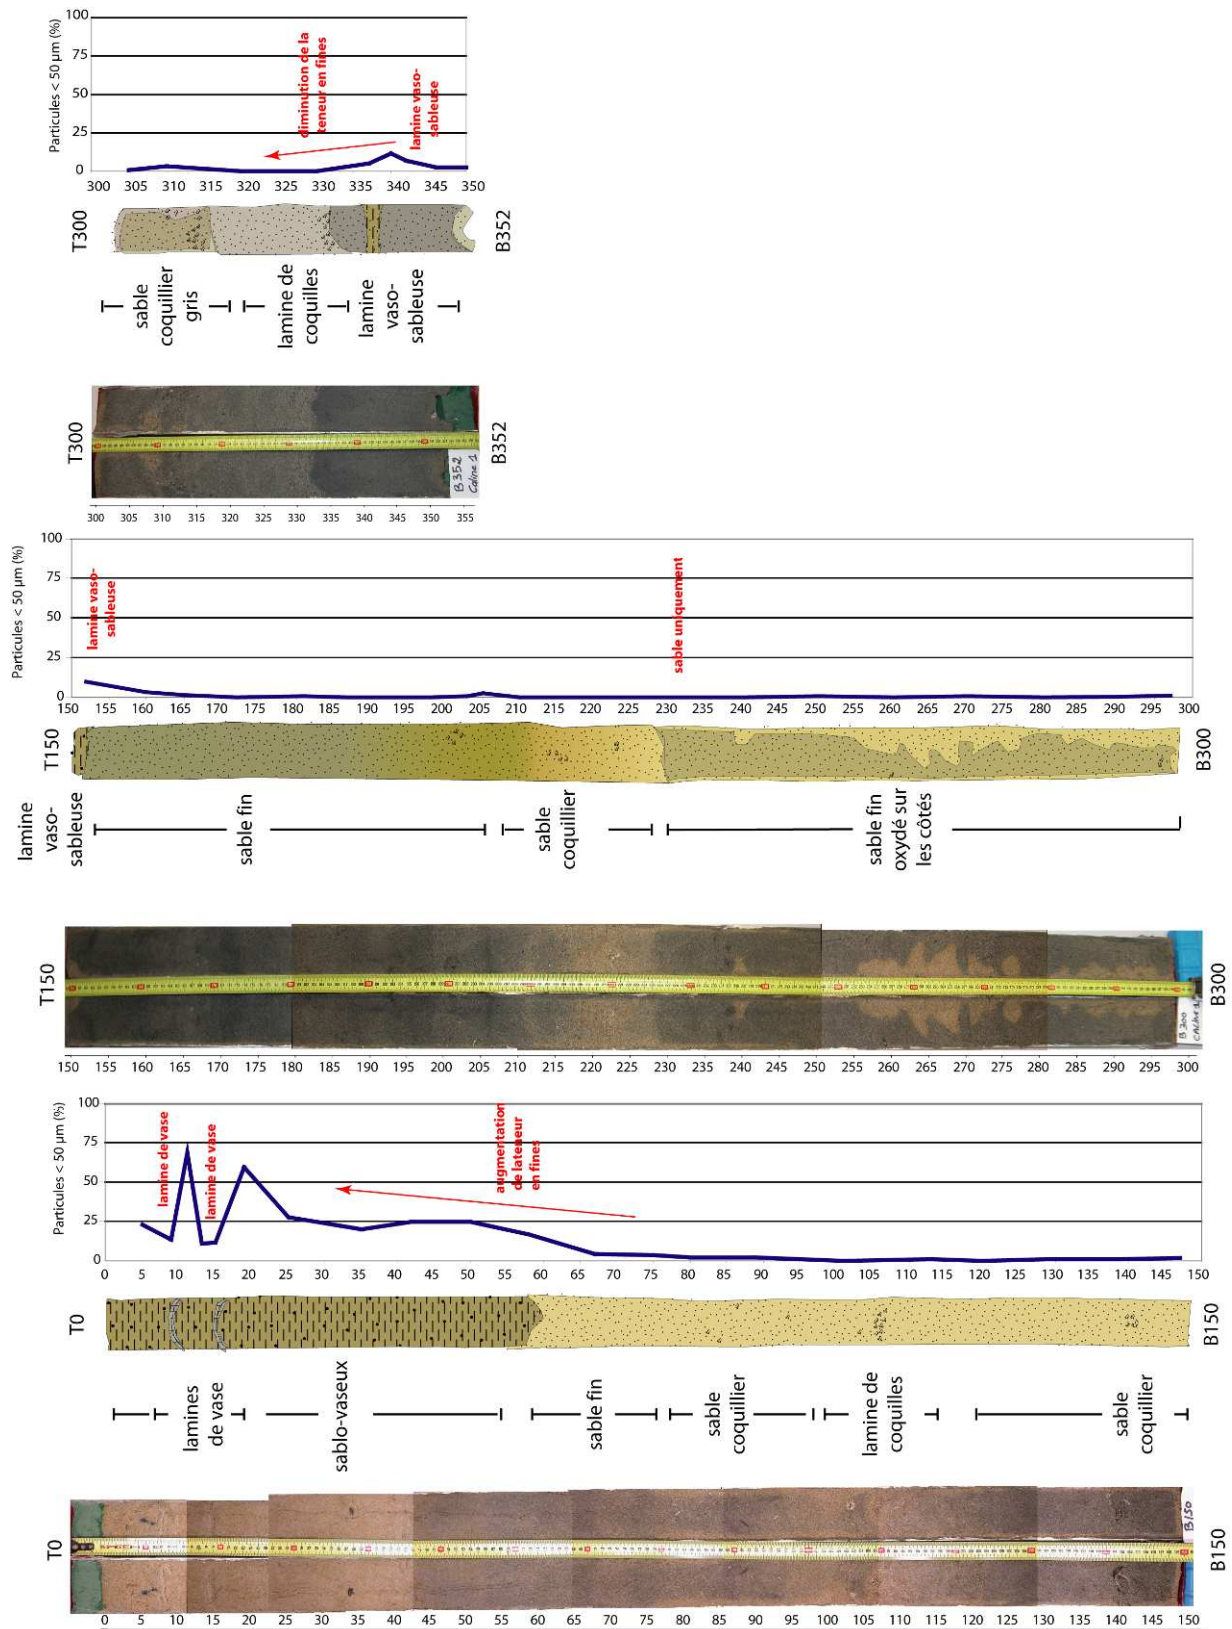 100
75
50
25
0
Particules < 50 µm (%)
diminution de la
teneur en fines
lamine vaso-
sableuse
300 305 310 315 320 325 330 335 340 345 350
T300
B352
sable
coquillier
gris
lamine de
coquilles
lamine
vaso-
sableuse
T300
B352
B 352
300 305 310 315 320 325 330 335 340 345 350 355
100
75
50
25
0
Particules < 50 µm (%)
lamine vaso-
sableuse
sable uniquement
150 155 160 165 170 175 180 185 190 195 200 205 210 215 220 225 230 235 240 245 250 255 260 265 270 275 280 285 290 295 300
T150
B300
lamine
vaso-
sableuse
sable fin
sable
coquillier
sable fin
oxydé sur
les côtés
T150
B300
B 300
150 155 160 165 170 175 180 185 190 195 200 205 210 215 220 225 230 235 240 245 250 255 260 265 270 275 280 285 290 295 300
100
75
50
25
0
Particules < 50 µm (%)
lamine de vase
lamine de vase
augmentation
de lateneur
en fines
0 5 10 15 20 25 30 35 40 45 50 55 60 65 70 75 80 85 90 95 100 105 110 115 120 125 130 135 140 145 150
T0
B150
lamines
de vase
sablo-vaseux
sable fin
sable
coquillier
lamine de
coquilles
sable
coquillier
T0
B150
B150
0 5 10 15 20 25 30 35 40 45 50 55 60 65 70 75 80 85 90 95 100 105 110 115 120 125 130 135 140 145 150